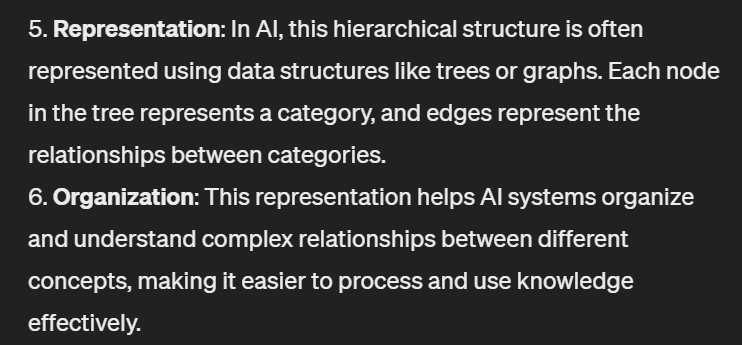 5. Representation: In AI, this hierarchical structure is often
represented using data structures like trees or graphs. Each node
in the tree represents a category, and edges represent the
relationships between categories.
6. Organization: This representation helps AI systems organize
and understand complex relationships between different
concepts, making it easier to process and use knowledge
effectively.